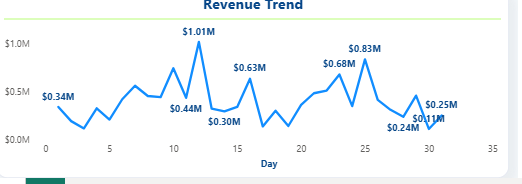 Revenue Trend
$1.01M
$1.0M
$0.83M
$0.68M
$0.63M
$0.5M
$0.34M
$0.44M
$0.30M
$0.25M
$0.11M
$0.24M
$0.0M
0 5 10 15 20 25 30 35
Day